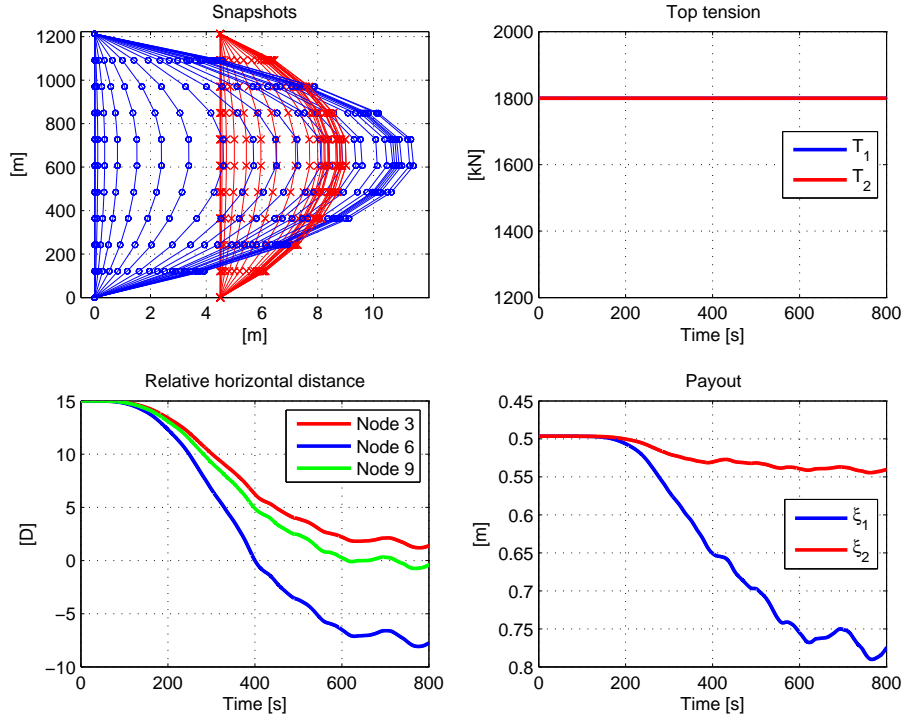 Snapshots
1200
1000
800
600
400
200
0
[m]
0 2 4 6 8 10
[m]
Top tension
2000
1800
1600
1400
1200
[kN]
T1
T2
0 200 400 600 800
Time [s]
Relative horizontal distance
15
10
5
0
−5
−10
[D]
Node 3
Node 6
Node 9
0 200 400 600 800
Time [s]
Payout
0.45
0.5
0.55
0.6
0.65
0.7
0.75
0.8
[m]
ξ1
ξ2
0 200 400 600 800
Time [s]